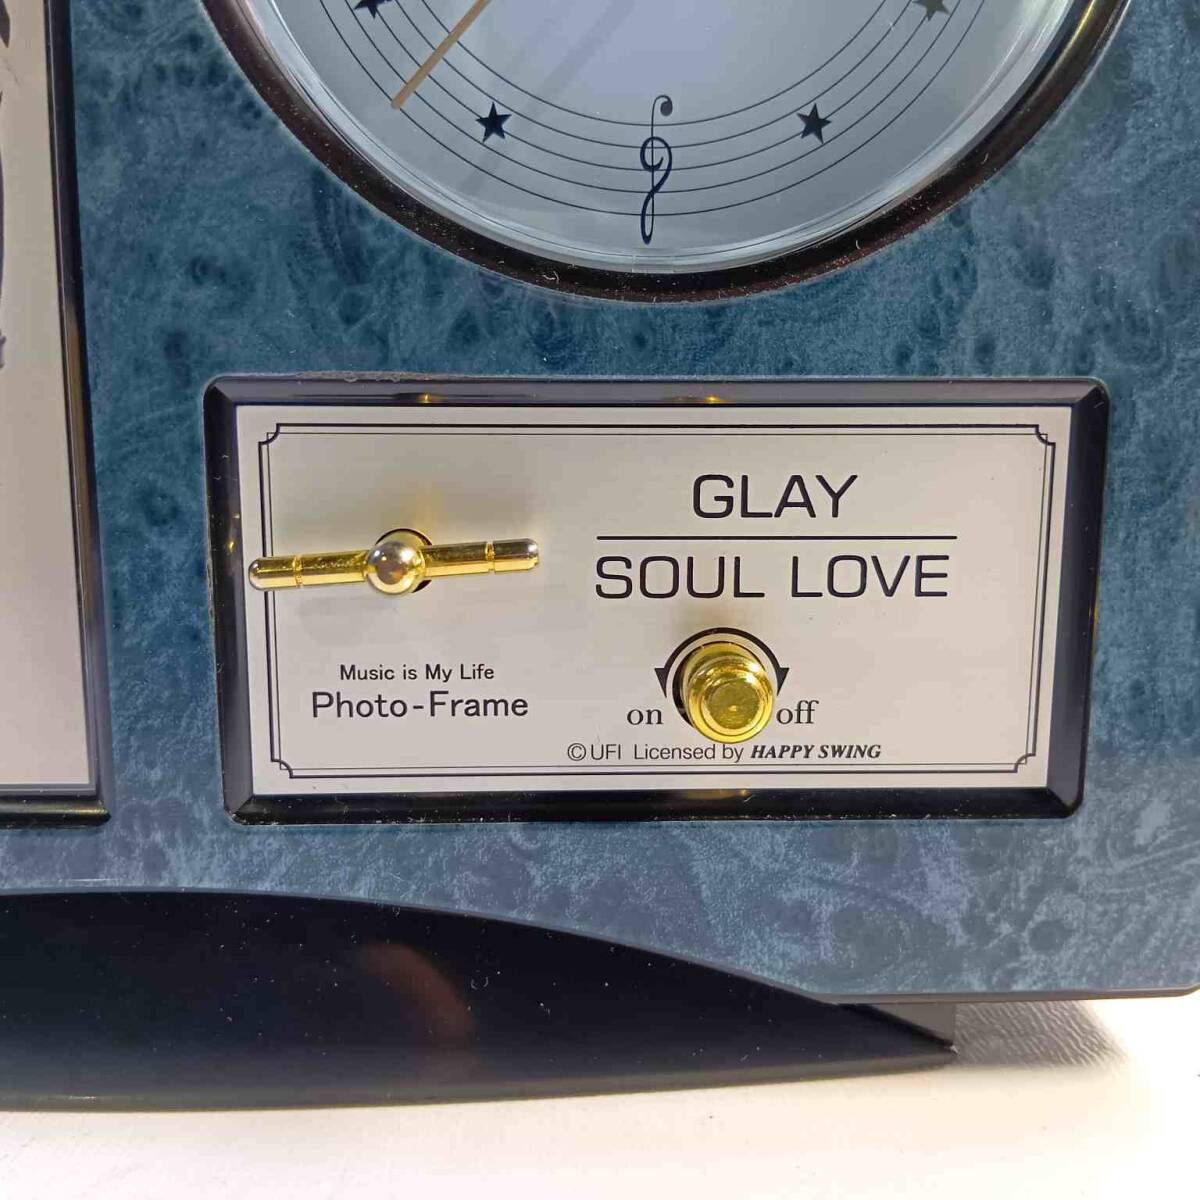 GLAY
SOUL LOVE
Music is My Life
Photo-Frame
on off
©UFI Licensed by HAPPY SWING